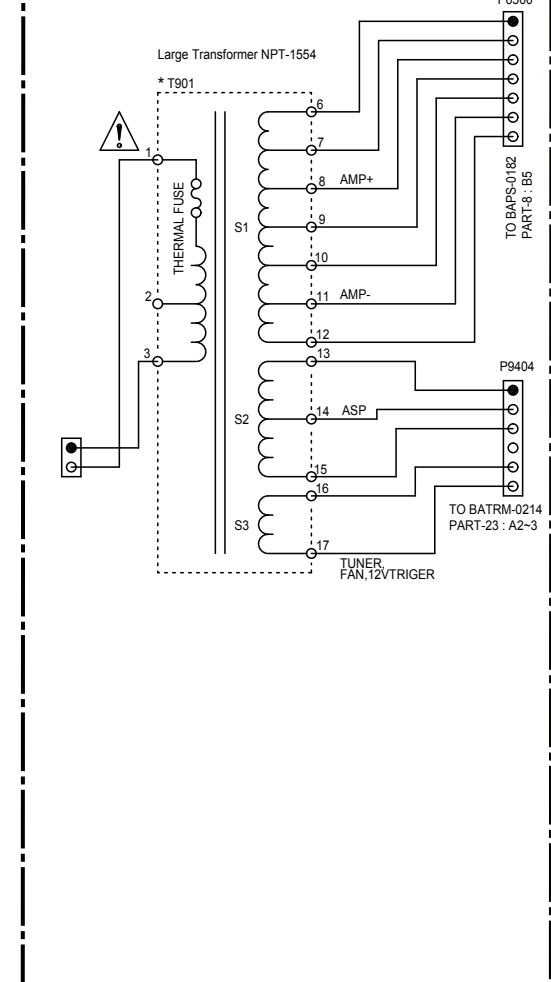 Large Transformer NPT-1554
* T901
1
THERMAL FUSE
2
3
S1
6
7
8 AMP+
9
10
11 AMP-
12
TO BAPS-0182
PART-8 : B5
S2
13
14 ASP
15
P9404
S3
16
17
TUNER,
FAN,12VTRIGER
TO BATRM-0214
PART-23 : A2~3